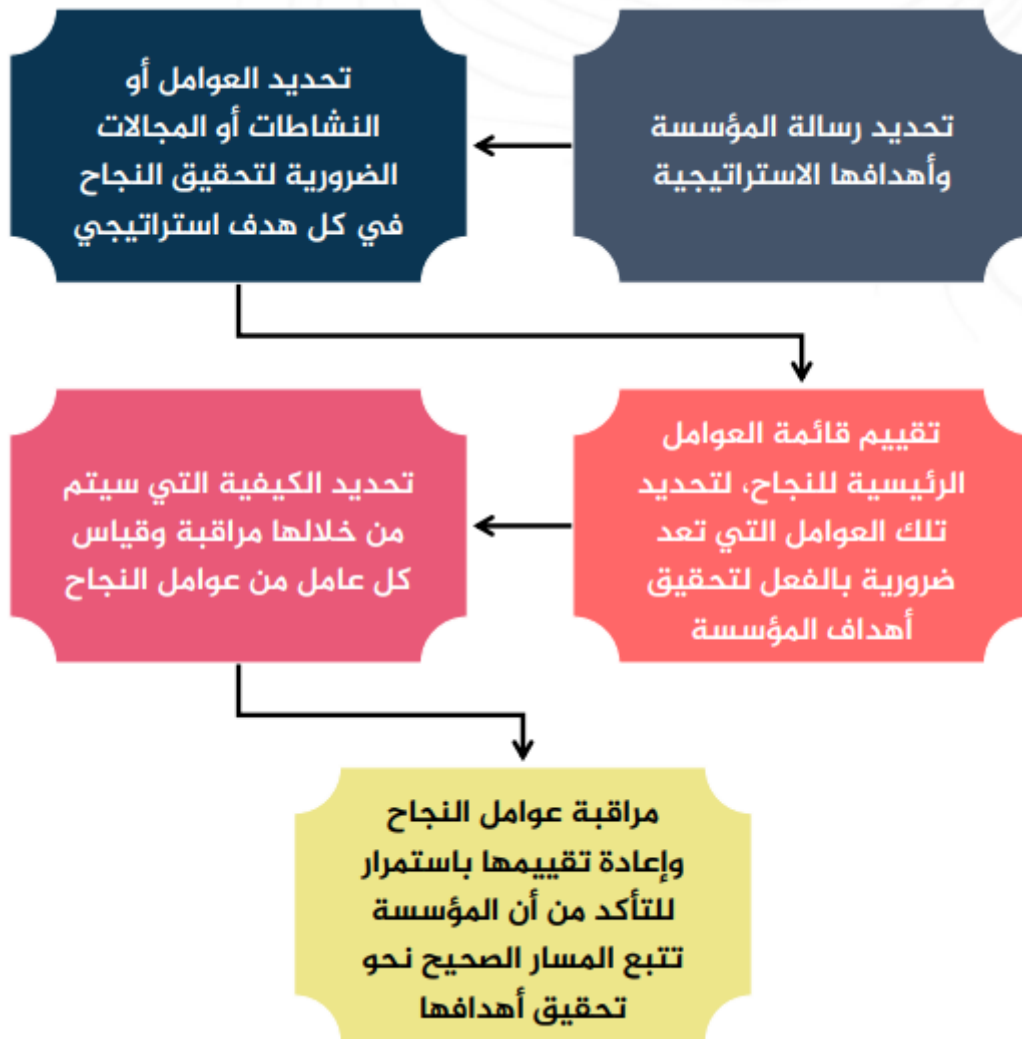 تحديد رسالة المؤسسة
وأهدافها الاستراتيجية
تحديد العوامل أو
النشاطات أو المجالات
الضرورية لتحقيق النجاح
في كل هدف استراتيجي
تقييم قائمة العوامل
الرئيسية للنجاح، لتحديد
تلك العوامل التي تعد
ضرورية بالفعل لتحقيق
أهداف المؤسسة
تحديد الكيفية التي سيتم
من خلالها مراقبة وقياس
كل عامل من عوامل النجاح
مراقبة عوامل النجاح
وإعادة تقييمها باستمرار
للتأكد من أن المؤسسة
تتبع المسار الصحيح نحو
تحقيق أهدافها